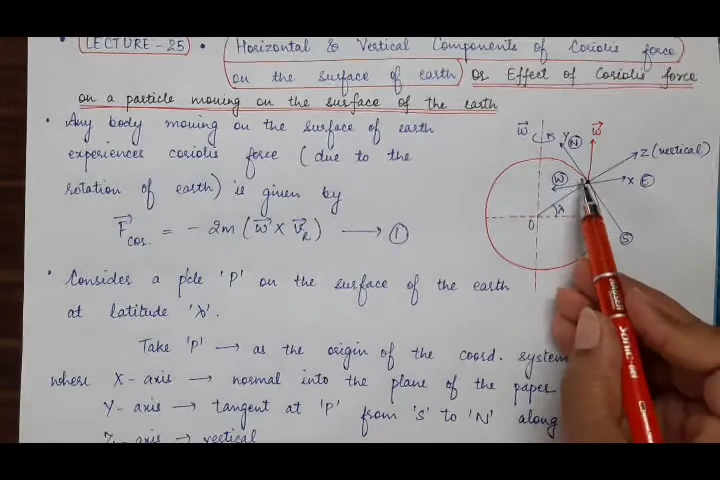 • LECTURE - 25 • Horizontal & Vertical Components of Coriolis force
on the surface of earth or Effect of Coriolis force
on a particle moving on the surface of the earth
• Any body moving on the surface of earth
experiences coriolis force (due to the
rotation of earth) is given by
F⃗cos. = - 2m (ω⃗ × v⃗R) ⟶ ①
• Consider a p'cle 'P' on the surface of the earth
at latitude 'λ'.
Take 'P' → as the origin of the coord. system
where X-axis → normal into the plane of the paper
Y-axis → tangent at 'P' from 'S' to 'N' along
Z-axis → vertical
ω⃗
Y
N
ω⃗
Z (vertical)
W
X E
O
λ
S